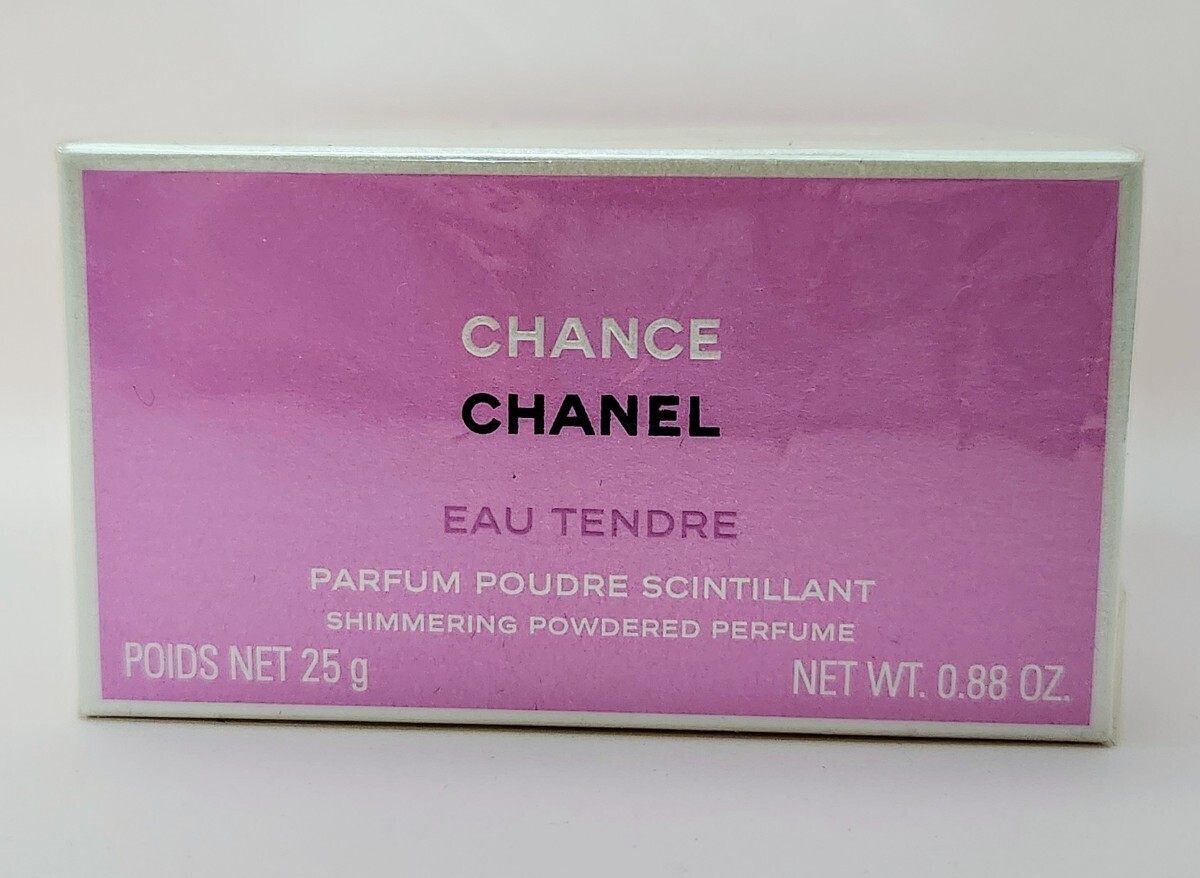 CHANCE
CHANEL
EAU TENDRE
PARFUM POUDRE SCINTILLANT
SHIMMERING POWDERED PERFUME
POIDS NET 25 g NET WT. 0.88 OZ.